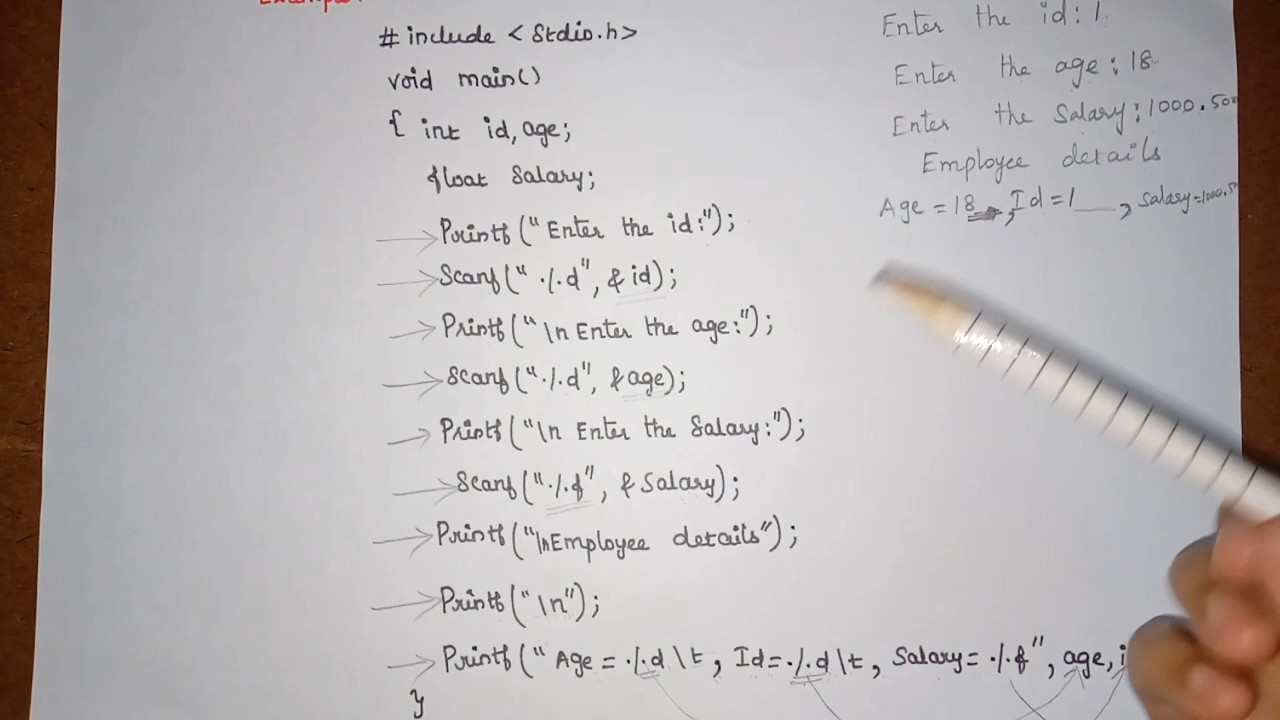 Example:
# include < Stdio.h>
void main()
{ int id, age;
float Salary;
Printf("Enter the id:");
Scanf("%d", & id);
Printf("\n Enter the age:");
Scanf("%d", & age);
Printf("\n Enter the Salary:");
Scanf("%f", & Salary);
Printf("\nEmployee details");
Printf("\n");
Printf("Age = %d \t, Id = %d \t, Salary = %f", age, i
}
Enter the id: 1
Enter the age: 18
Enter the Salary: 1000.50
Employee details
Age = 18, Id = 1, Salary=1000.5